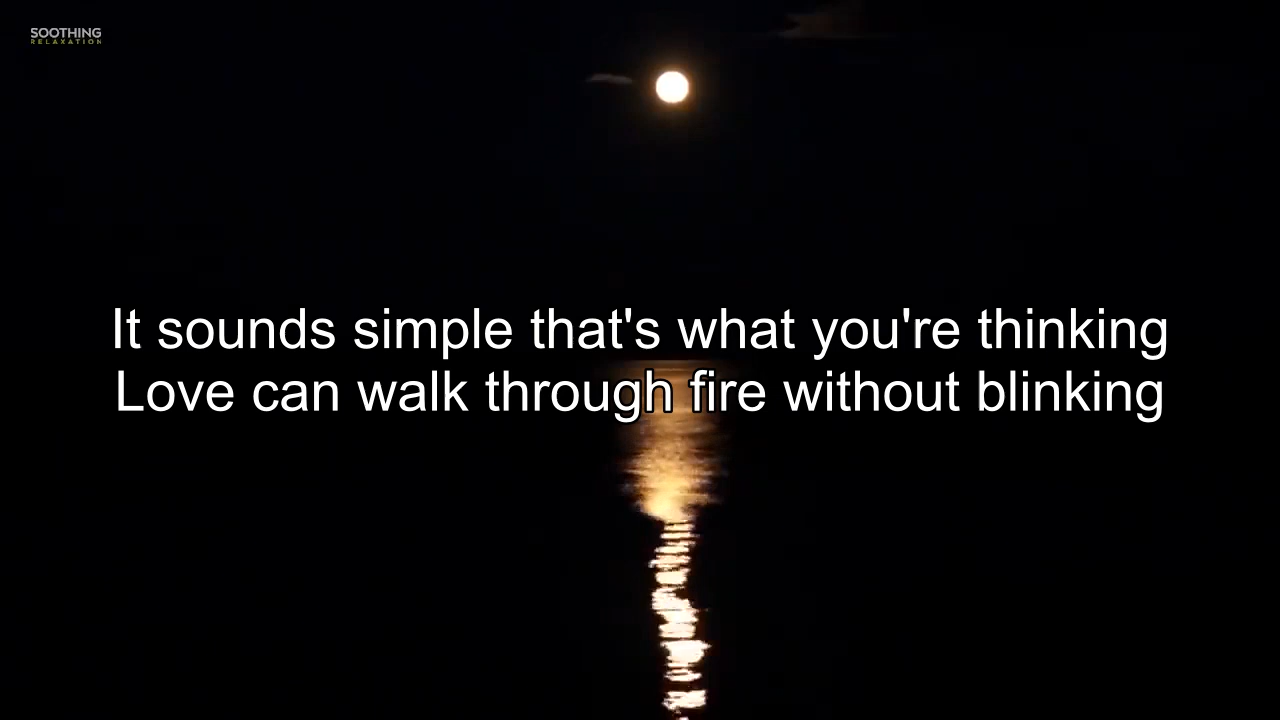 SOOTHING
RELAXATION
It sounds simple that's what you're thinking
Love can walk through fire without blinking